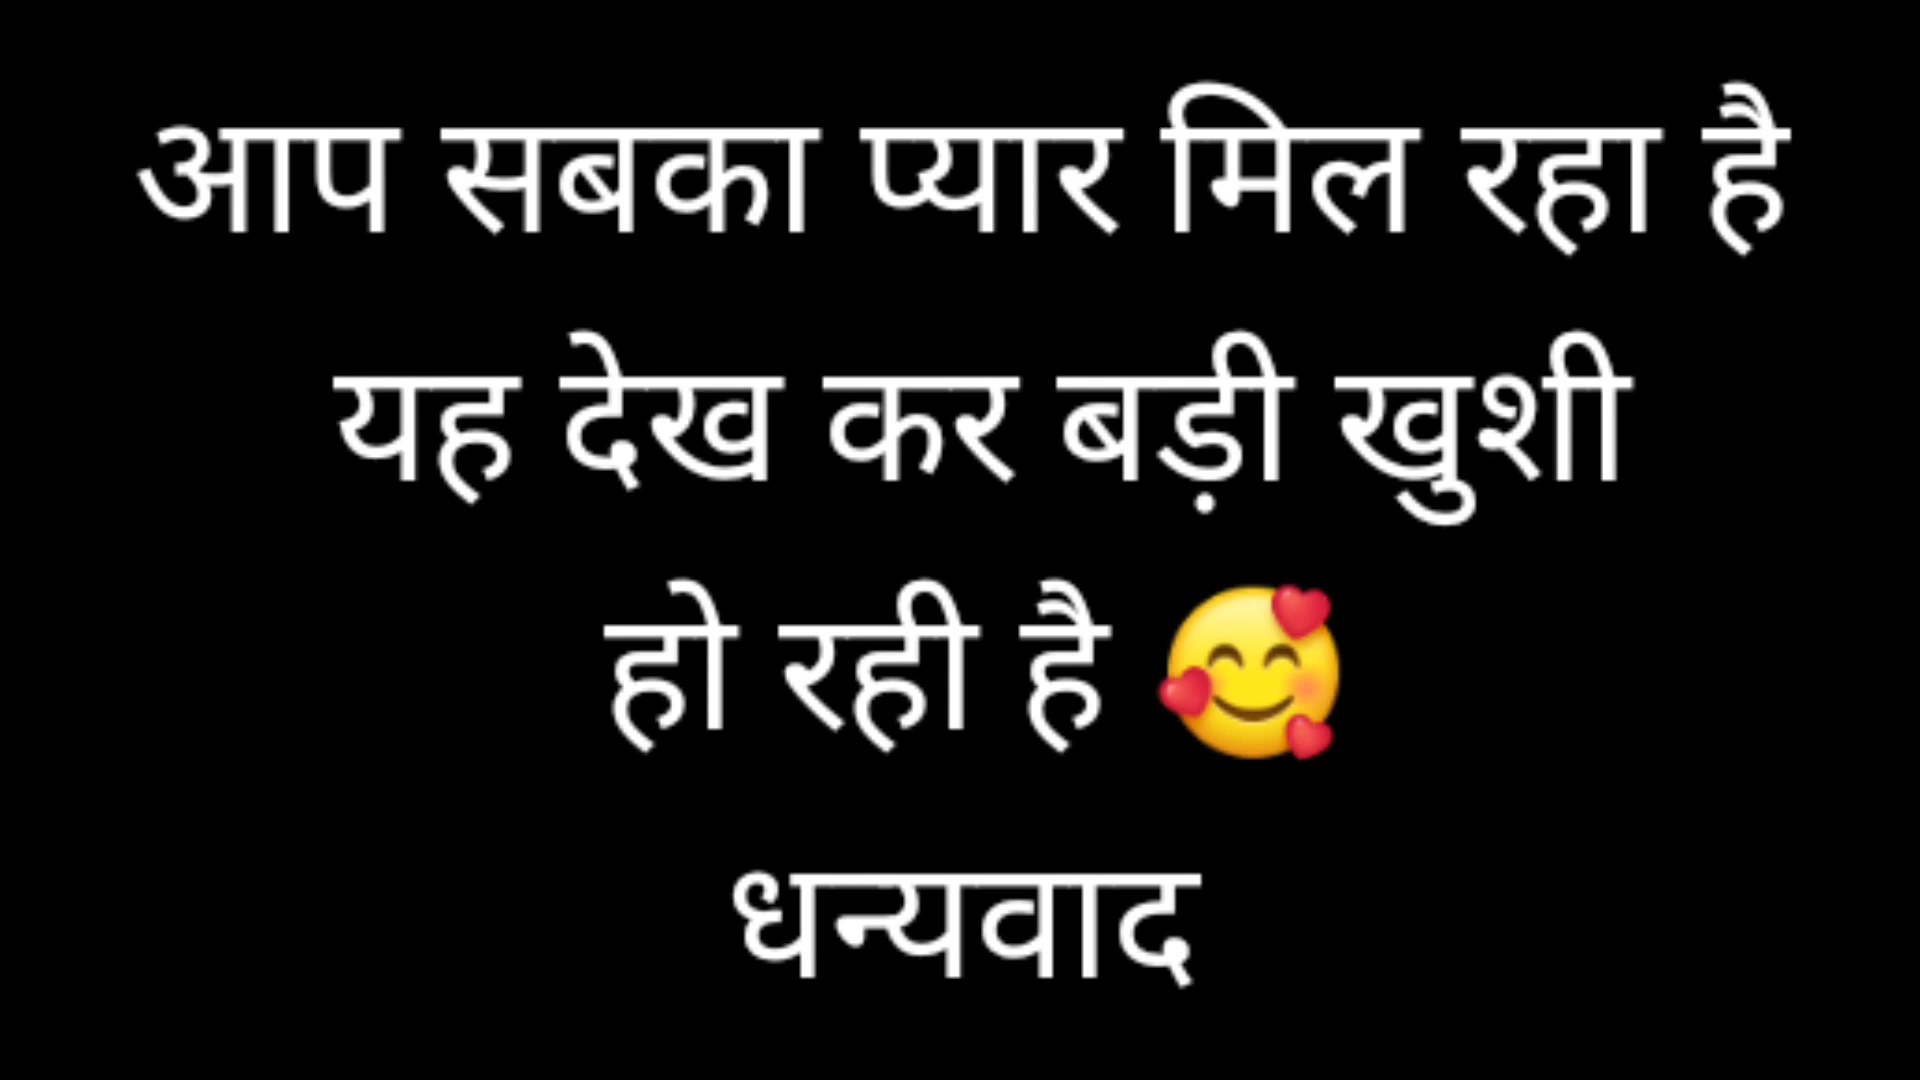 आप सबका प्यार मिल रहा है
यह देख कर बड़ी खुशी
हो रही है 🥰
धन्यवाद